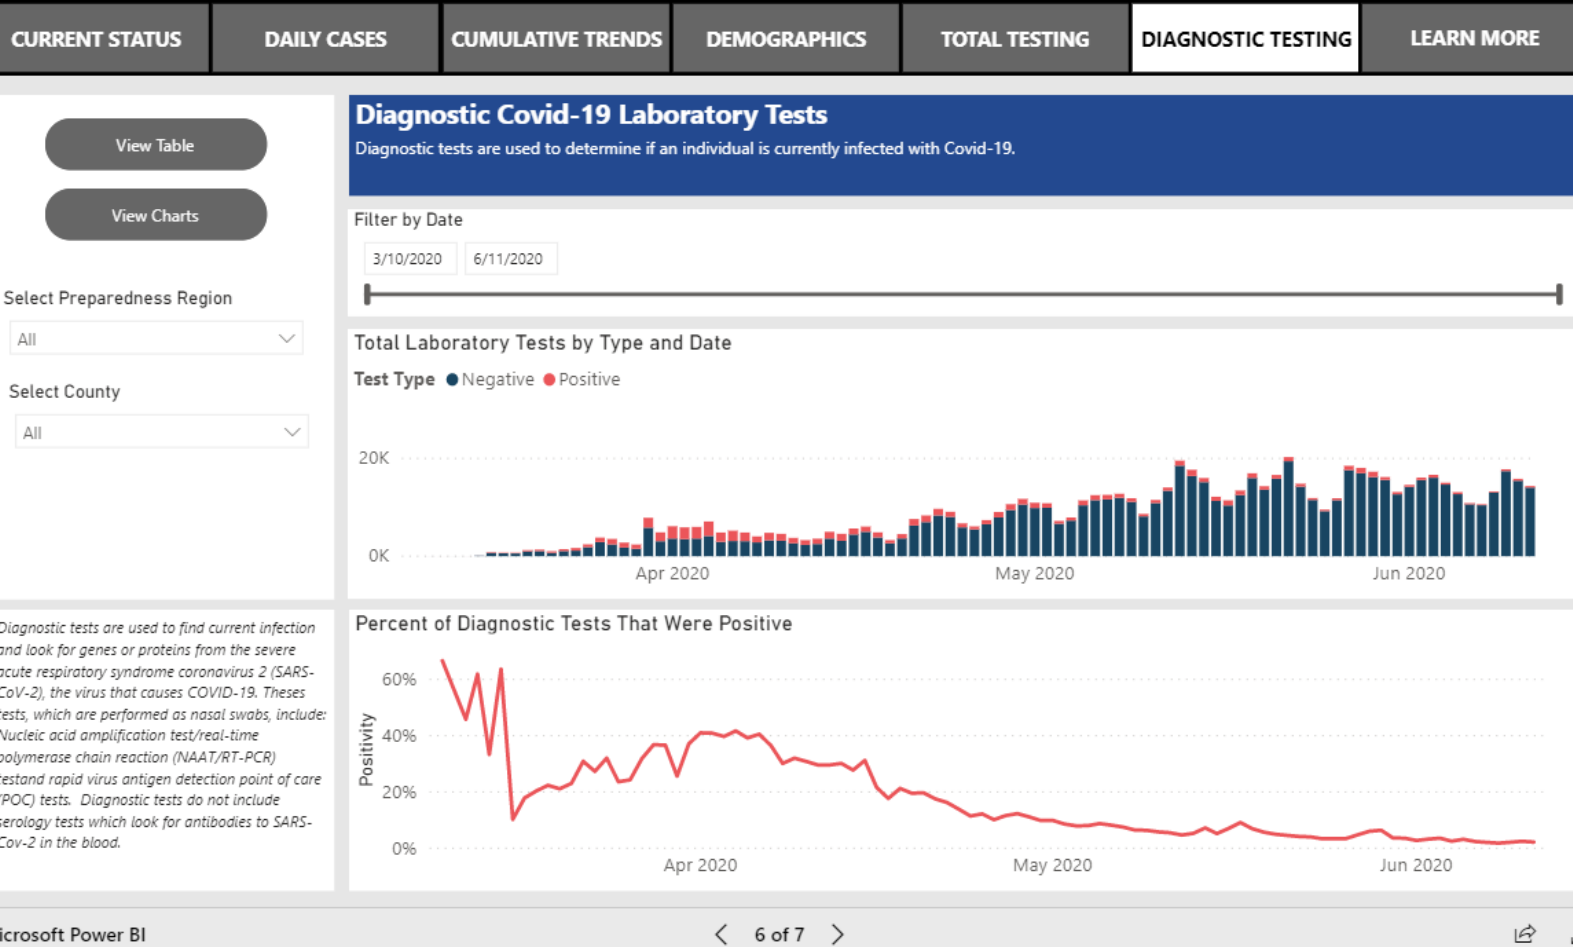 CURRENT STATUS
DAILY CASES
CUMULATIVE TRENDS
DEMOGRAPHICS
TOTAL TESTING
DIAGNOSTIC TESTING
LEARN MORE
View Table
View Charts
Select Preparedness Region
All
Select County
All
Diagnostic tests are used to find current infection
and look for genes or proteins from the severe
acute respiratory syndrome coronavirus 2 (SARS-
CoV-2), the virus that causes COVID-19. Theses
tests, which are performed as nasal swabs, include:
Nucleic acid amplification test/real-time
polymerase chain reaction (NAAT/RT-PCR)
testand rapid virus antigen detection point of care
(POC) tests. Diagnostic tests do not include
serology tests which look for antibodies to SARS-
Cov-2 in the blood.
Diagnostic Covid-19 Laboratory Tests
Diagnostic tests are used to determine if an individual is currently infected with Covid-19.
Filter by Date
3/10/2020 6/11/2020
Total Laboratory Tests by Type and Date
Test Type Negative Positive
20K
0K
Apr 2020 May 2020 Jun 2020
Percent of Diagnostic Tests That Were Positive
Positivity
60%
40%
20%
0%
Apr 2020 May 2020 Jun 2020
icrosoft Power BI
6 of 7